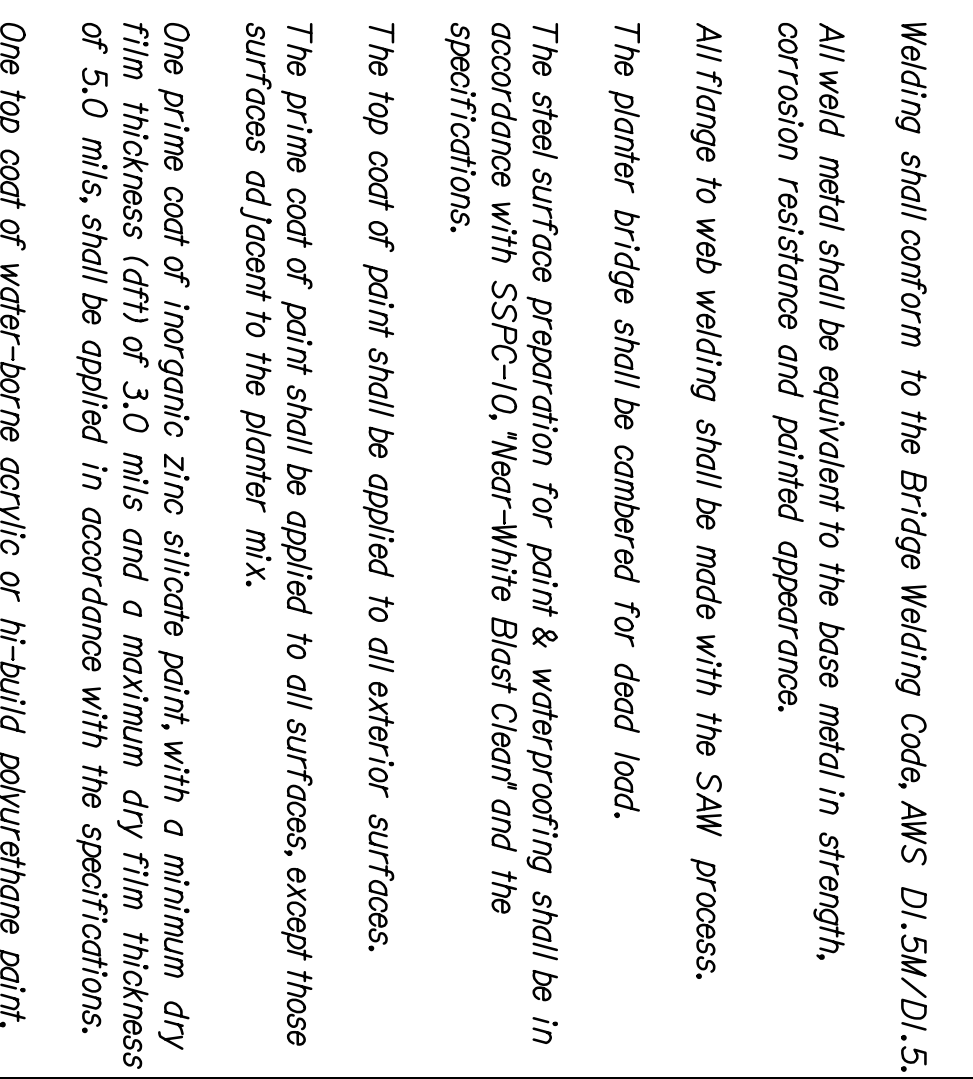 Welding shall conform to the Bridge Welding Code, AWS D1.5M/D1.5.
All weld metal shall be equivalent to the base metal in strength,
corrosion resistance and painted appearance.
All flange to web welding shall be made with the SAW process.
The planter bridge shall be cambered for dead load.
The steel surface preparation for paint & waterproofing shall be in
accordance with SSPC-10, "Near-White Blast Clean" and the
specifications.
The top coat of paint shall be applied to all exterior surfaces.
The prime coat of paint shall be applied to all surfaces, except those
surfaces adjacent to the planter mix.
One prime coat of inorganic zinc silicate paint, with a minimum dry
film thickness (dft) of 3.0 mils and a maximum dry film thickness
of 5.0 mils, shall be applied in accordance with the specifications.
One top coat of water-borne acrylic or hi-build polyurethane paint.